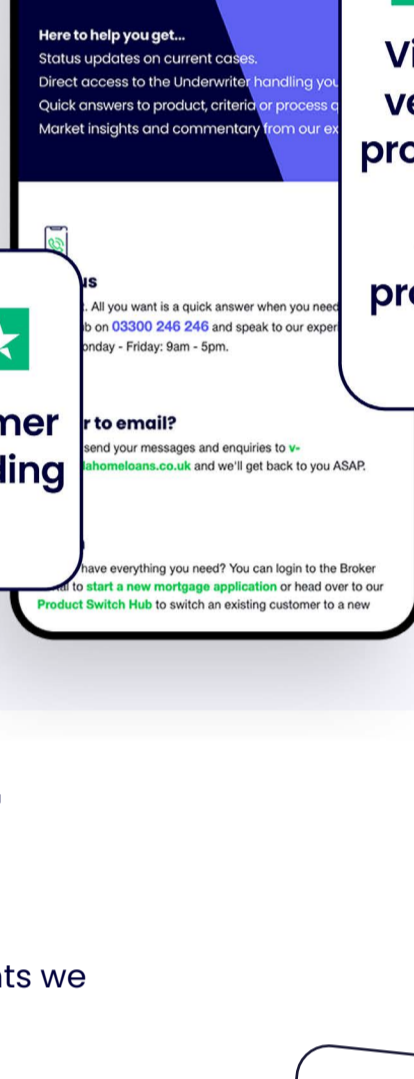 Here to help you get...
Status updates on current cases.
Direct access to the Underwriter handling you
Quick answers to product, criteria or process q
Market insights and commentary from our ex
Vi
ve
pro
pro
us
. All you want is a quick answer when you need
b on 03300 246 246 and speak to our exper
onday - Friday: 9am - 5pm.
mer
ding
r to email?
send your messages and enquiries to v-
lahomeloans.co.uk and we'll get back to you ASAP.
have everything you need? You can login to the Broker
to start a new mortgage application or head over to our
Product Switch Hub to switch an existing customer to a new
nts we